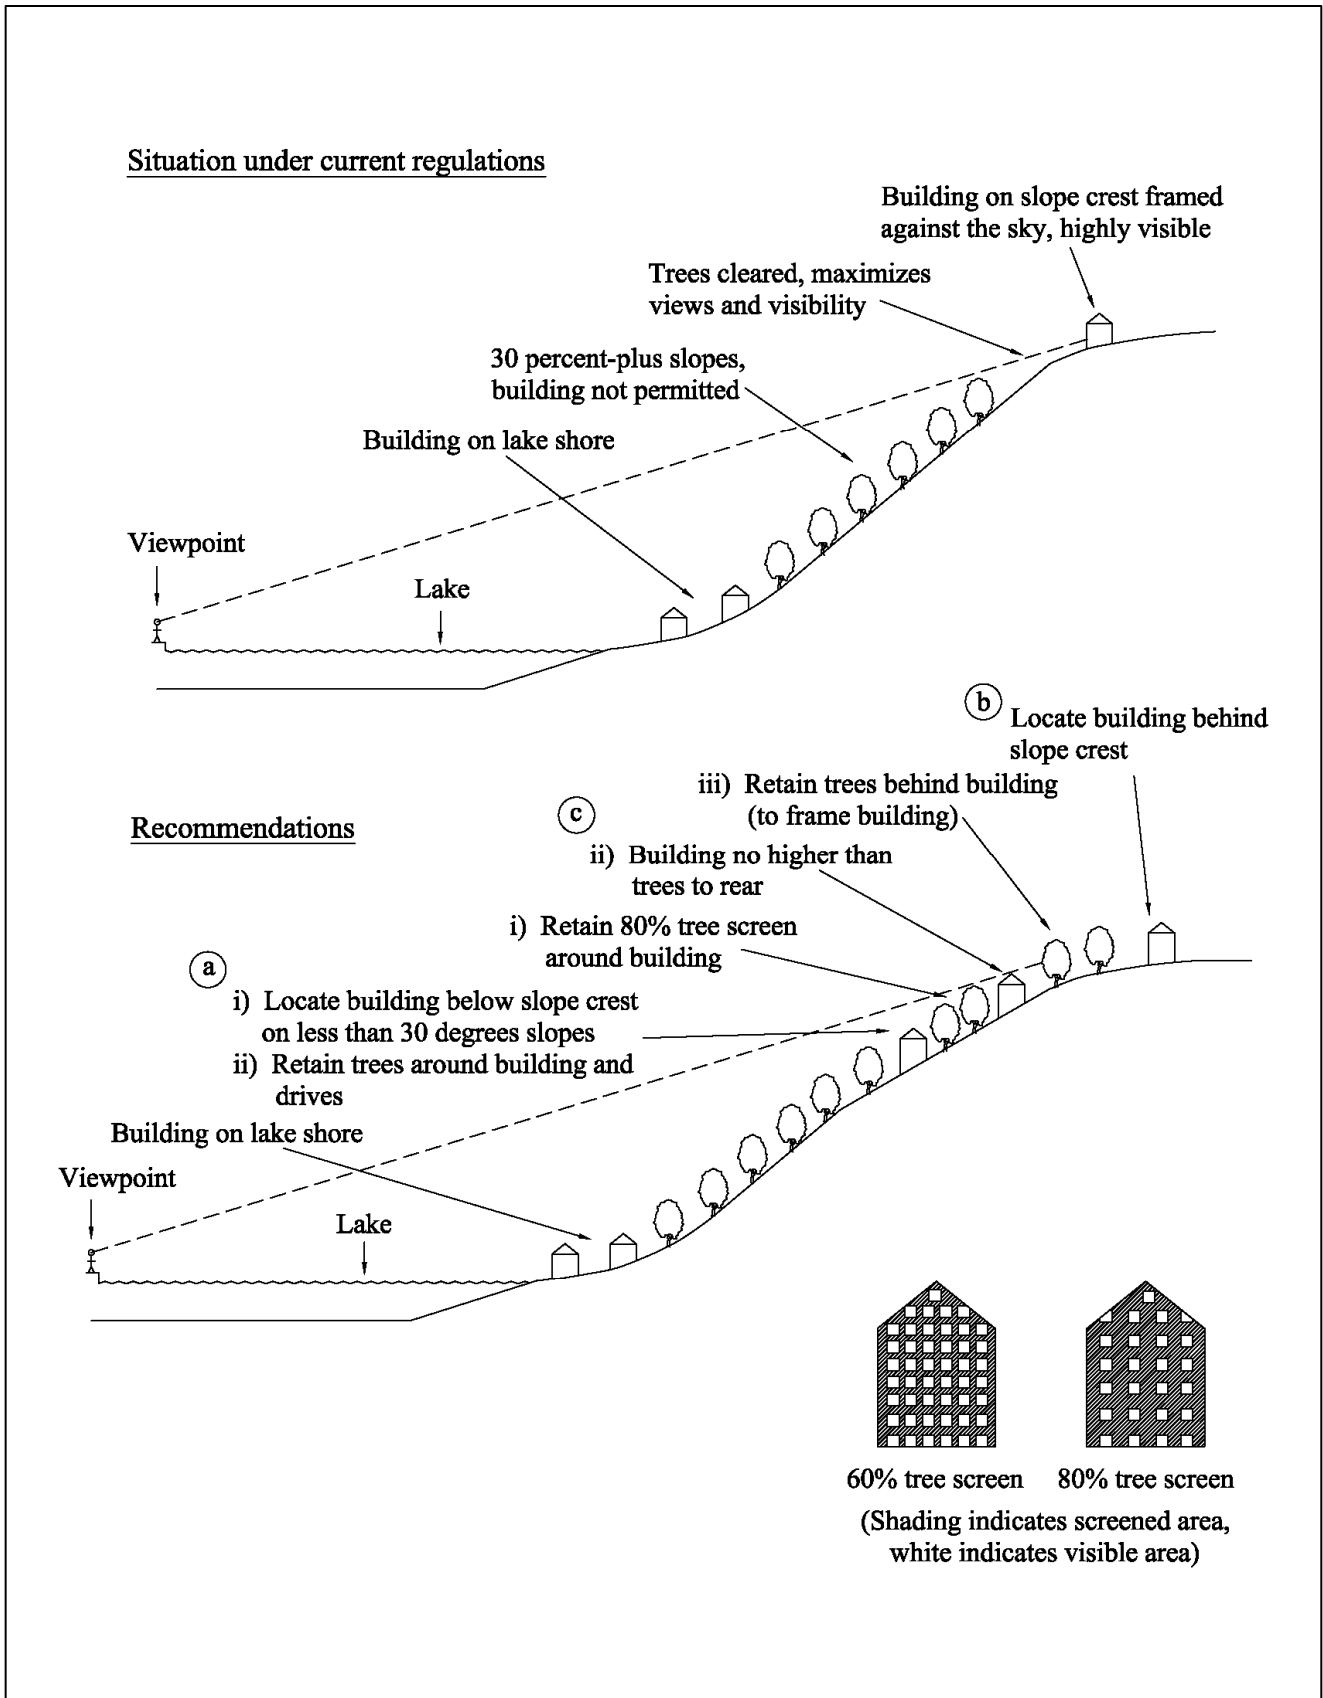 Situation under current regulations
Building on slope crest framed
against the sky, highly visible
Trees cleared, maximizes
views and visibility
30 percent-plus slopes,
building not permitted
Building on lake shore
Viewpoint
Lake
b
Locate building behind
slope crest
iii) Retain trees behind building
(to frame building)
c
Recommendations
ii) Building no higher than
trees to rear
i) Retain 80% tree screen
around building
a
i) Locate building below slope crest
on less than 30 degrees slopes
ii) Retain trees around building and
drives
Building on lake shore
Viewpoint
Lake
60% tree screen
80% tree screen
(Shading indicates screened area,
white indicates visible area)